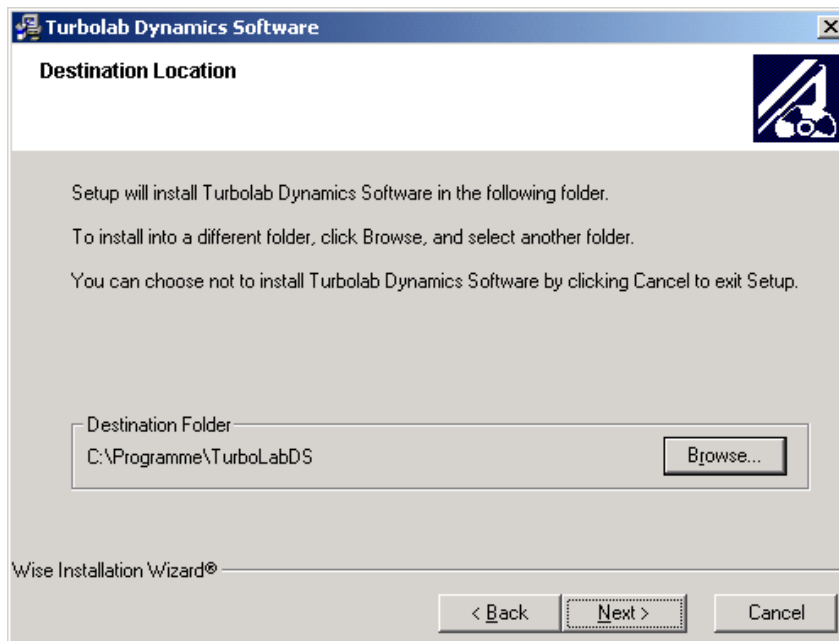 Turbolab Dynamics Software
Destination Location
Setup will install Turbolab Dynamics Software in the following folder.
To install into a different folder, click Browse, and select another folder.
You can choose not to install Turbolab Dynamics Software by clicking Cancel to exit Setup.
Destination Folder
C:\Programme\TurboLabDS
Browse...
Wise Installation Wizard®
< Back
Next >
Cancel